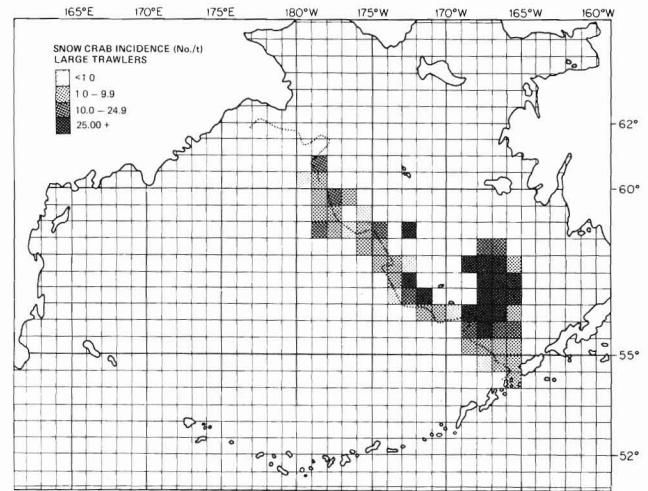 165°E 170°E 175°E 180°W 175°W 170°W 165°W 160°W
SNOW CRAB INCIDENCE (No./t)
LARGE TRAWLERS
<1 0
1 0 – 9.9
10.0 – 24.9
25.00 +
62°
60°
55°
52°